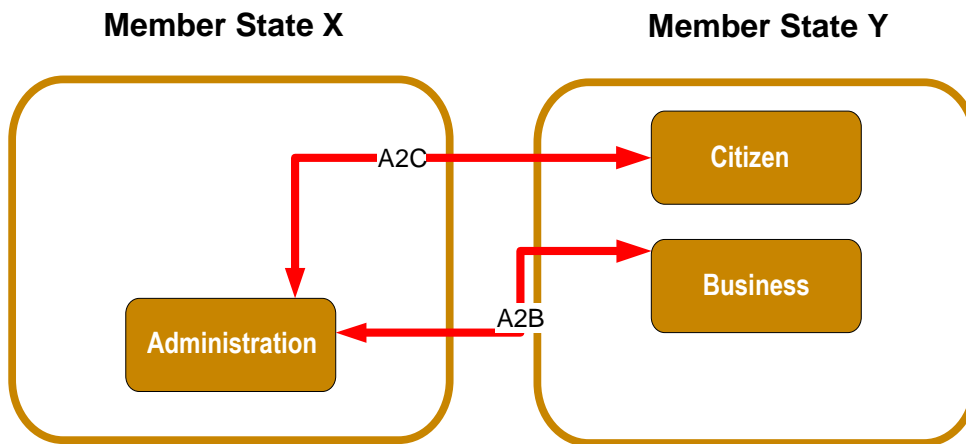 Member State X
Member State Y
A2C
Citizen
Business
A2B
Administration